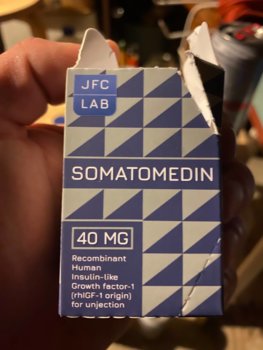 JFC
LAB
SOMATOMEDIN
40 MG
Recombinant
Human
Insulin-like
Growth factor-1
(rhIGF-1 origin)
for unjection